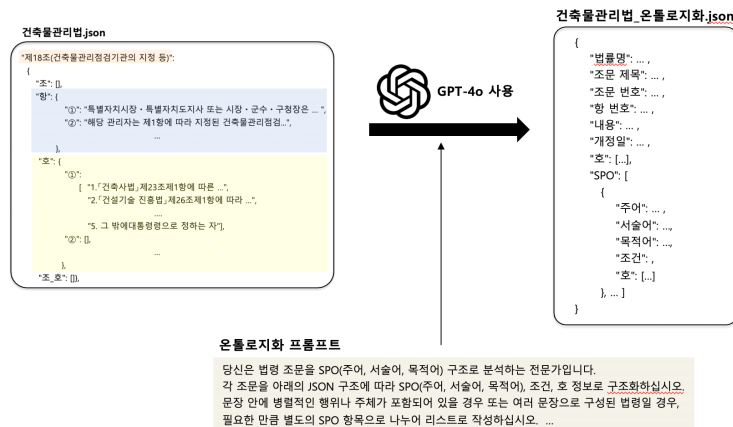 건축물관리법.json
"제18조(건축물관리점검기관의 지정 등)":
{
"조": [],
"항": {
"①": "특별자치시장・특별자치도지사 또는 시장・군수・구청장은 ... ",
"②": "해당 관리자는 제1항에 따라 지정된 건축물관리점검...",
...
},
"호": {
"①":
[ "1.「건축사법」제23조제1항에 따른 ...",
"2.「건설기술 진흥법」제26조제1항에 따라 ...",
....
"5. 그 밖에대통령령으로 정하는 자"],
"②": [],
...
},
"조_호": []},
GPT-4o 사용
건축물관리법_온톨로지화.json
{
"법률명": ... ,
"조문 제목": ... ,
"조문 번호": ... ,
"항 번호": ... ,
"내용": ... ,
"개정일": ... ,
"호": [...],
"SPO": [
{
"주어": ... ,
"서술어": ...,
"목적어": ...,
"조건": ,
"호": [...]
}, ... ]
}
온톨로지화 프롬프트
당신은 법령 조문을 SPO(주어, 서술어, 목적어) 구조로 분석하는 전문가입니다.
각 조문을 아래의 JSON 구조에 따라 SPO(주어, 서술어, 목적어), 조건, 호 정보로 구조화하십시오.
문장 안에 병렬적인 행위나 주체가 포함되어 있을 경우 또는 여러 문장으로 구성된 법령일 경우,
필요한 만큼 별도의 SPO 항목으로 나누어 리스트로 작성하십시오. ...